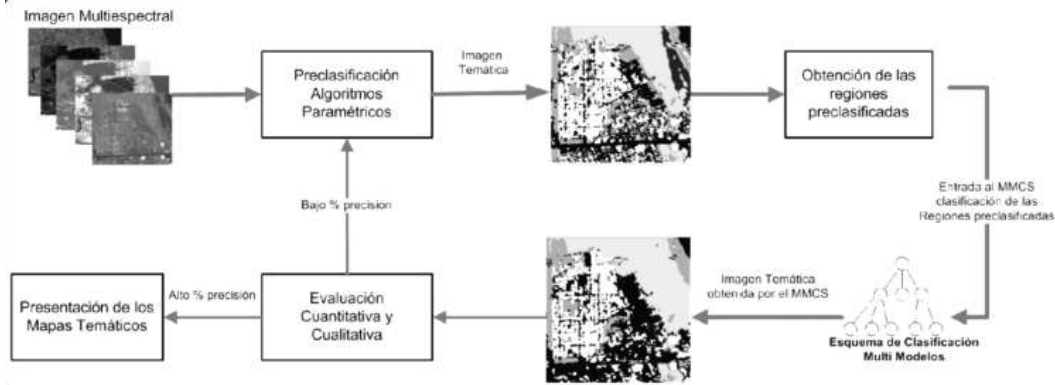 Imagen Multiespectral
Preclasificación
Algoritmos
Paramétricos
Imagen
Temática
Obtención de las
regiones
preclasificadas
Entrada al MMCS
clasificación de las
Regiones preclasificadas
Bajo % precision
Presentación de los
Mapas Temáticos
Alto % precisión
Evaluación
Cuantitativa y
Cualitativa
Imagen Temática
obtenida por el MMCS
Esquema de Clasificación
Multi Modelos